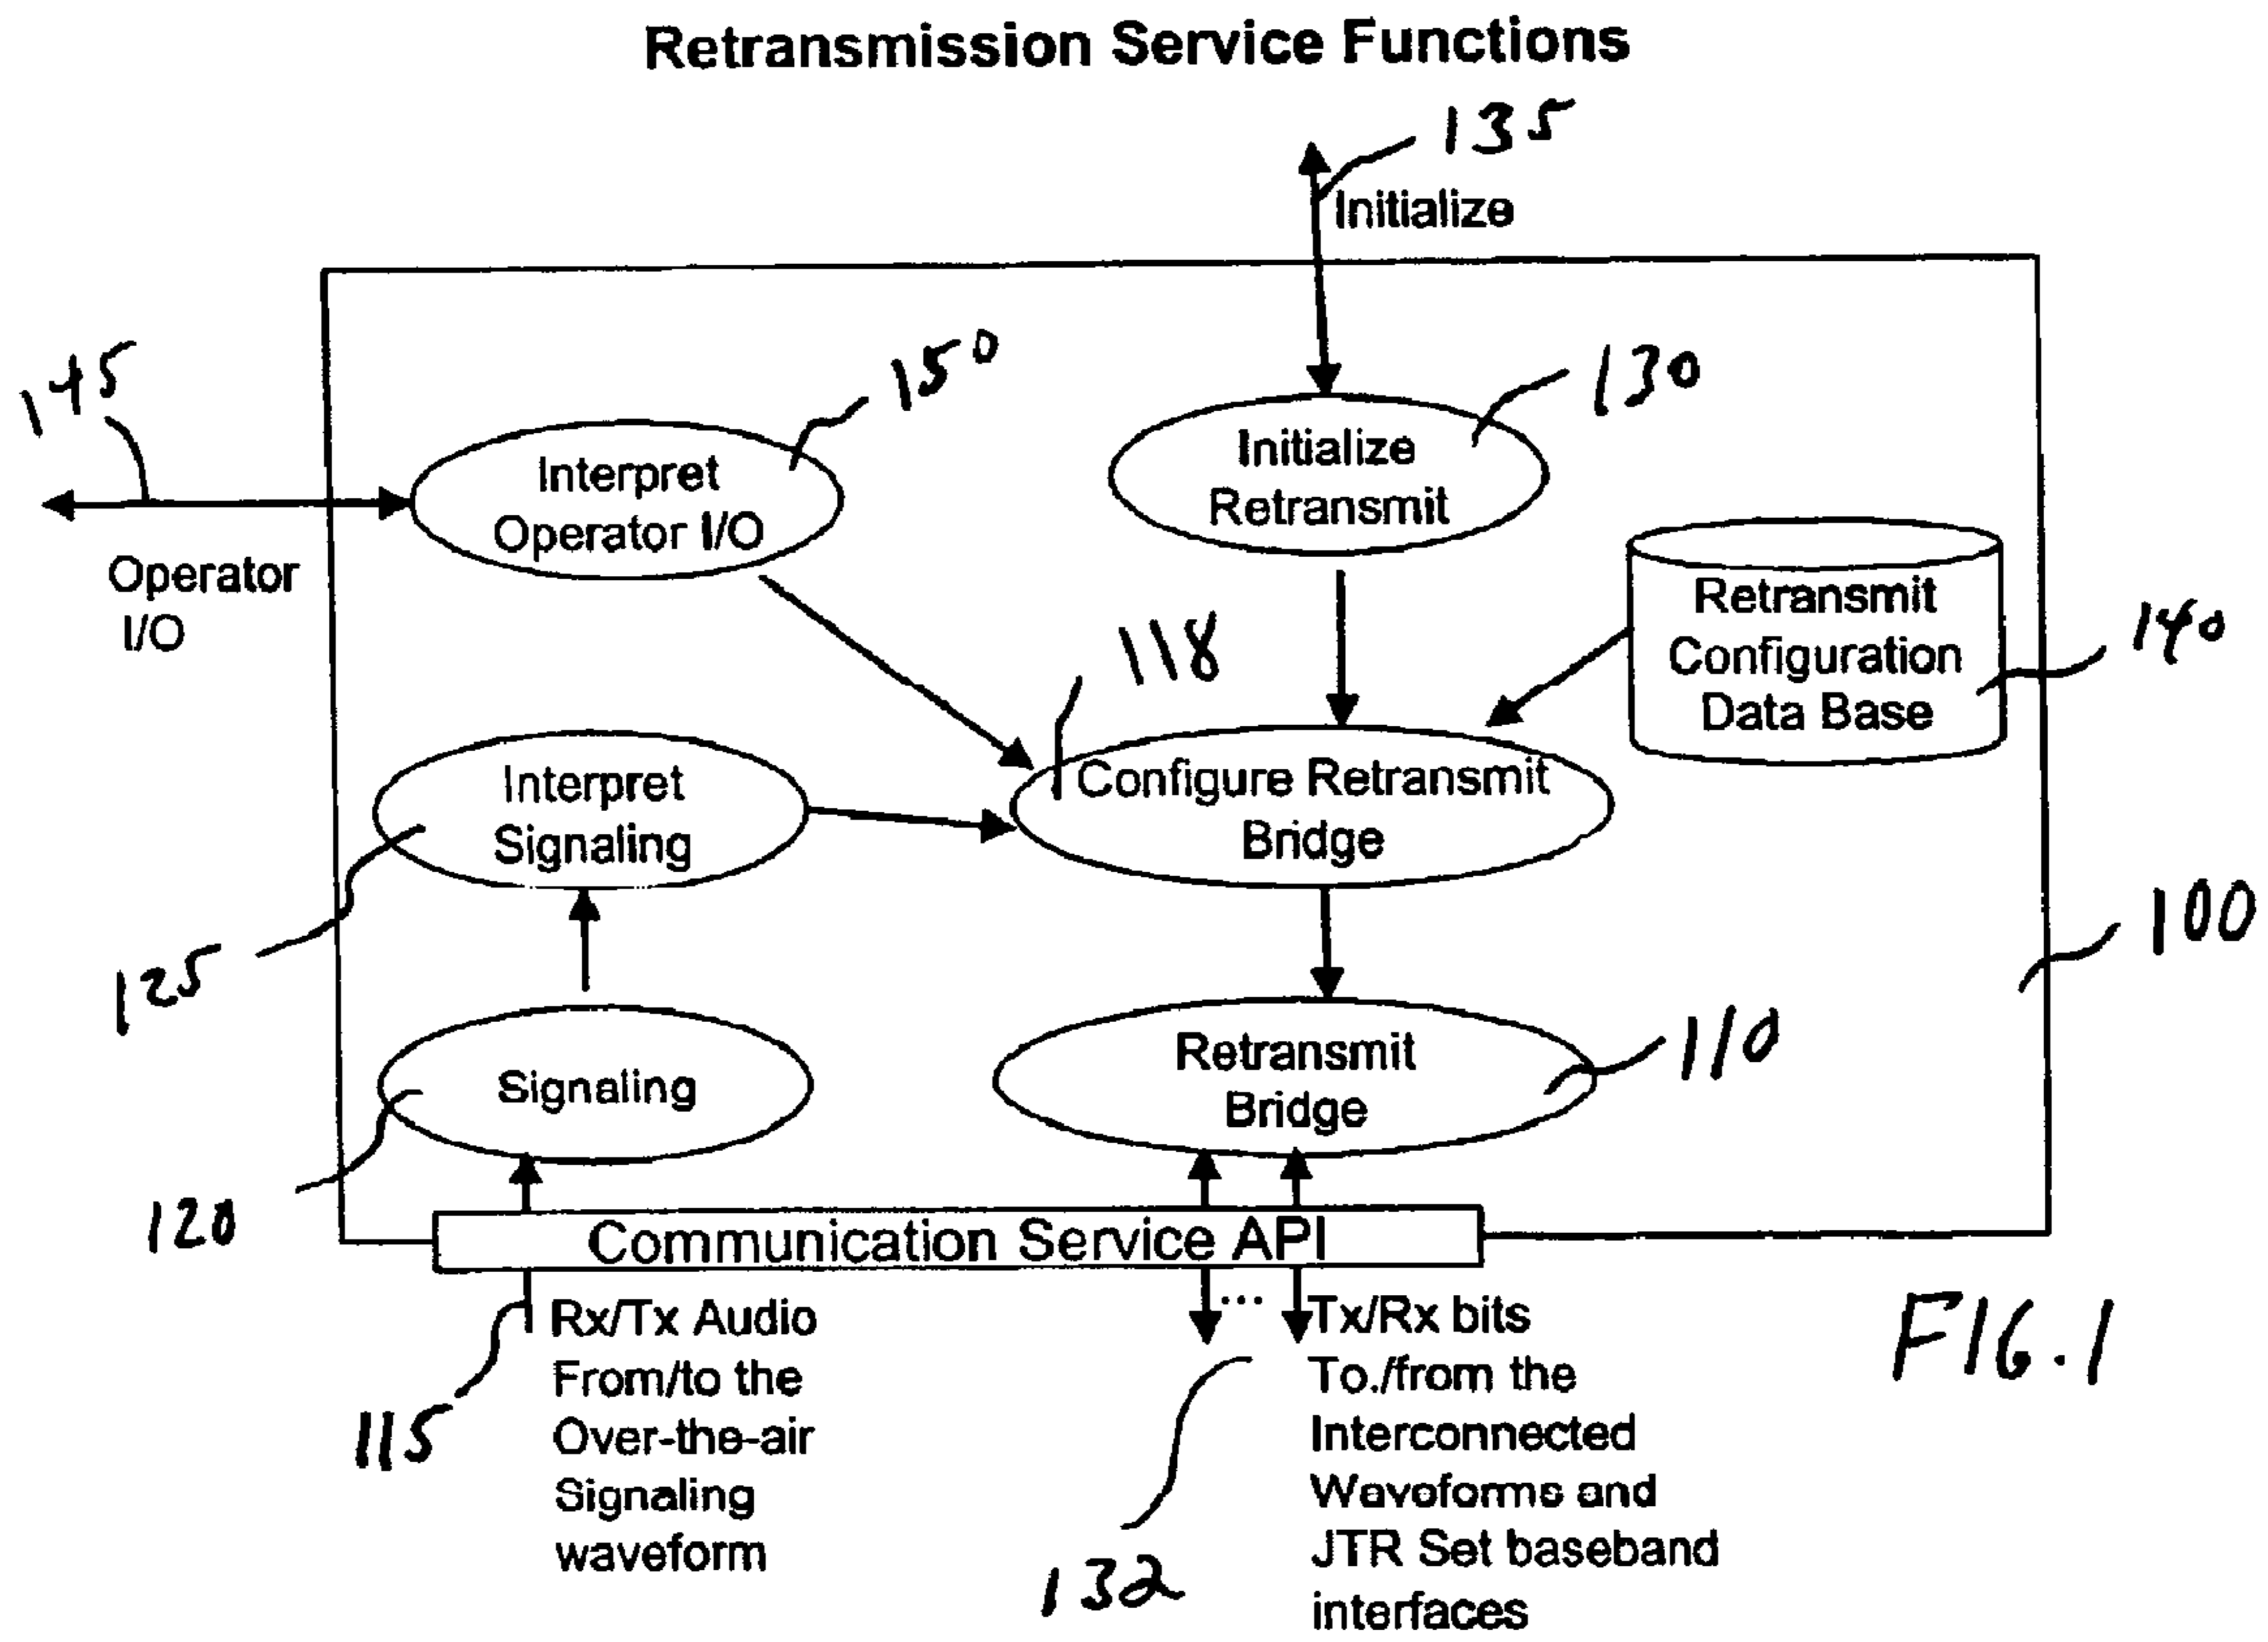 Retransmission Service Functions
135
Initialize
145
150
130
Interpret
Operator I/O
Initialize
Retransmit
Operator
I/O
118
Retransmit
Configuration
Data Base
140
Interpret
Signaling
Configure Retransmit
Bridge
125
100
Signaling
Retransmit
Bridge
110
120
Communication Service API
115
Rx/Tx Audio
From/to the
Over-the-air
Signaling
waveform
...
132
Tx/Rx bits
To./from the
Interconnected
Waveforms and
JTR Set baseband
interfaces
FIG.1